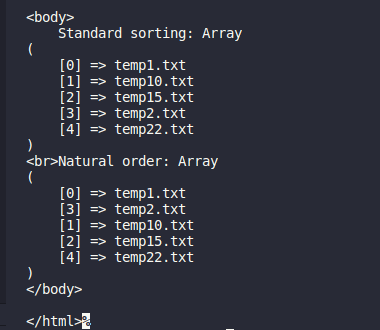 <body>
    Standard sorting: Array
(
    [0] => temp1.txt
    [1] => temp10.txt
    [2] => temp15.txt
    [3] => temp2.txt
    [4] => temp22.txt
)
<br>Natural order: Array
(
    [0] => temp1.txt
    [3] => temp2.txt
    [1] => temp10.txt
    [2] => temp15.txt
    [4] => temp22.txt
)
</body>

</html>%